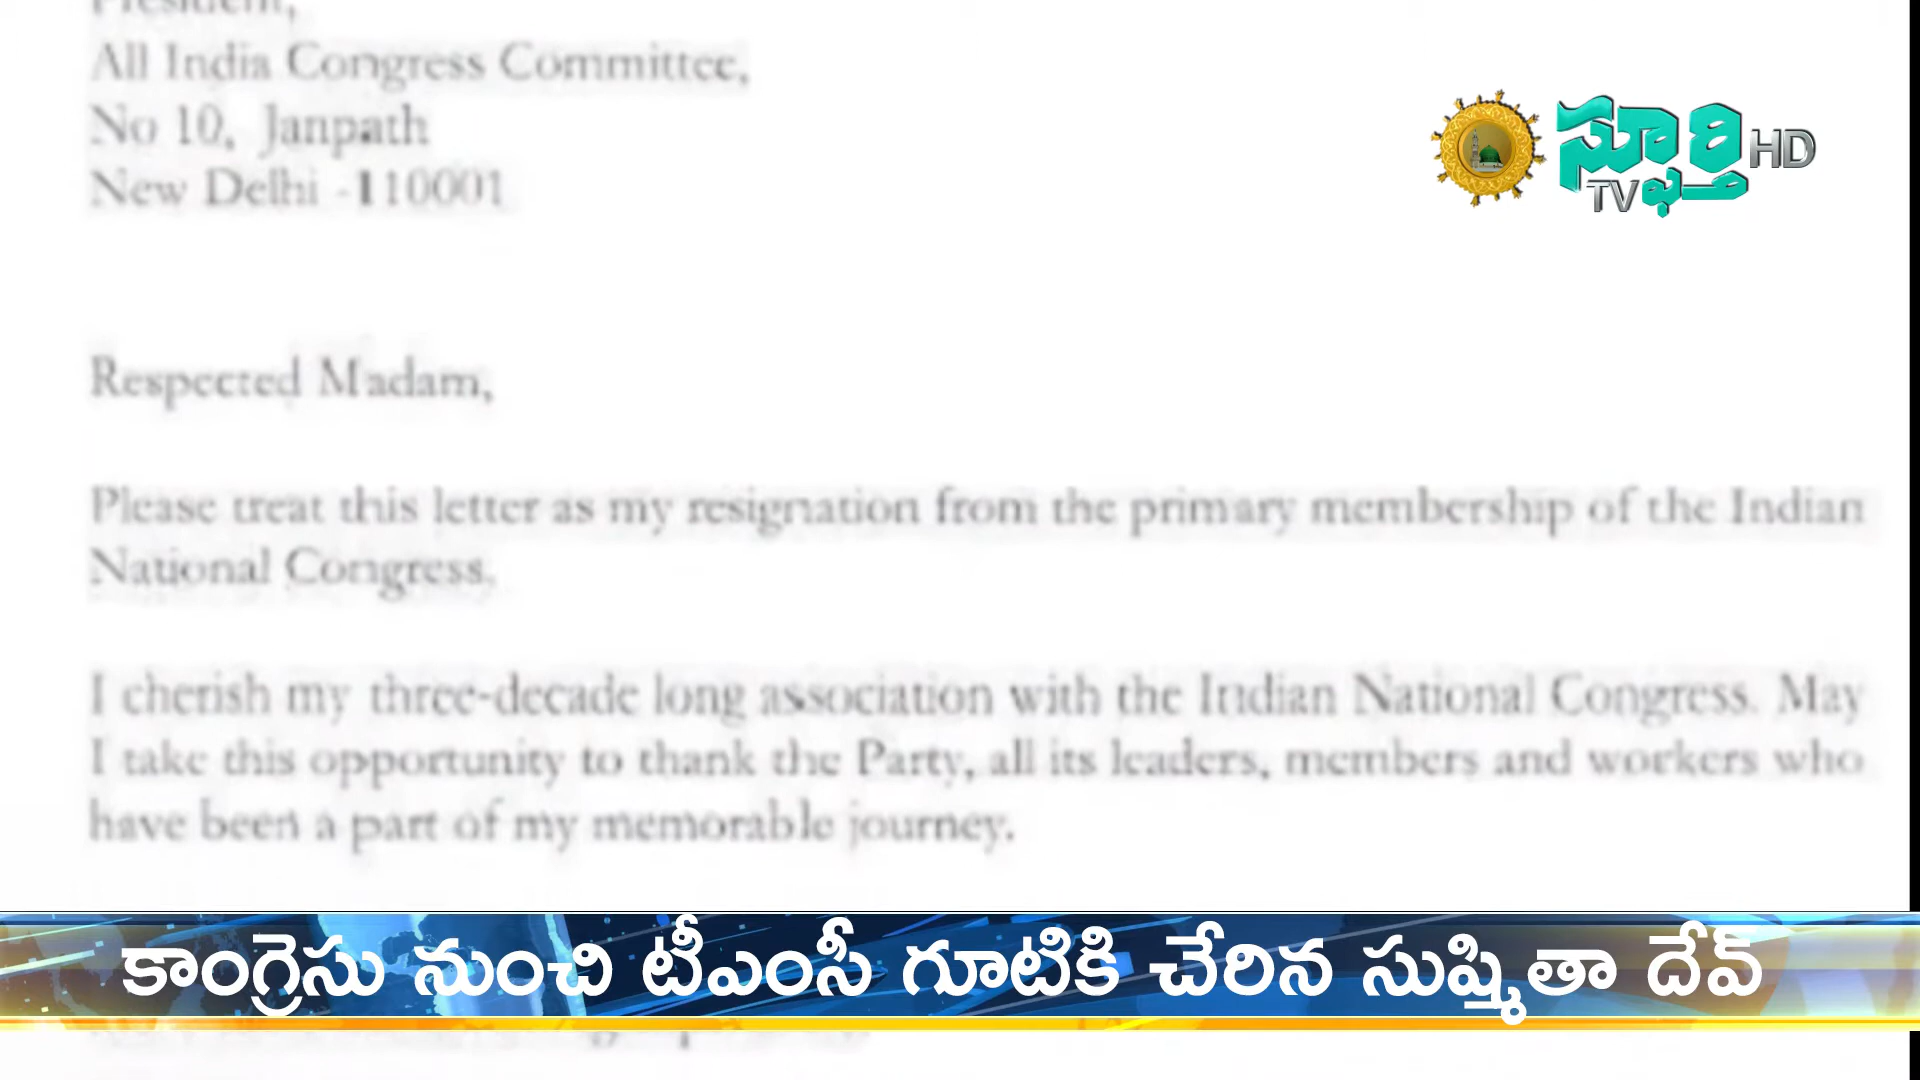 President,
All India Congress Committee,
No 10, Janpath
New Delhi -110001
స్ఫూర్తి HD
TV
Respected Madam,
Please treat this letter as my resignation from the primary membership of the Indian
National Congress.
I cherish my three-decade long association with the Indian National Congress. May
I take this opportunity to thank the Party, all its leaders, members and workers who
have been a part of my memorable journey.
కాంగ్రెసు నుంచి టీఎంసీ గూటికి చేరిన సుష్మితా దేవ్